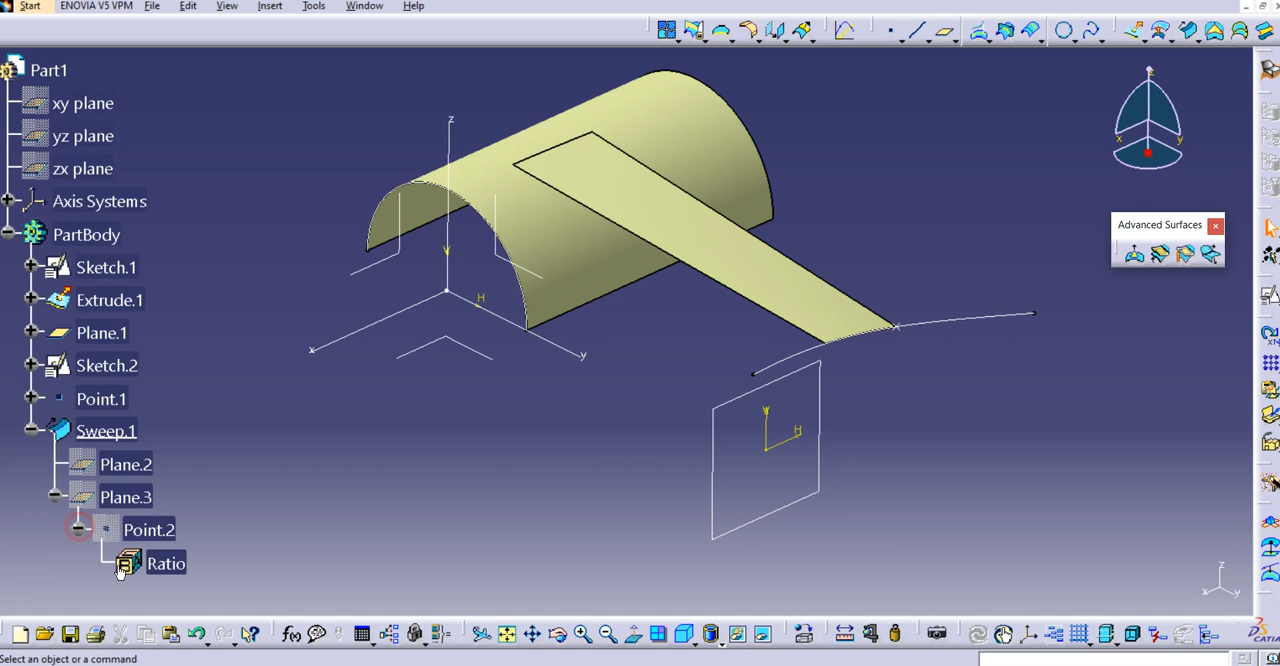 Start ENOVIA V5 VPM File Edit View Insert Tools Window Help
Part1
xy plane
yz plane
zx plane
Axis Systems
PartBody
Sketch.1
Extrude.1
Plane.1
Sketch.2
Point.1
Sweep.1
Plane.2
Plane.3
Point.2
Ratio
z
V
H
x
y
V
H
z
x
y
Advanced Surfaces
z
x
y
f(x)
CATIA
Select an object or a command